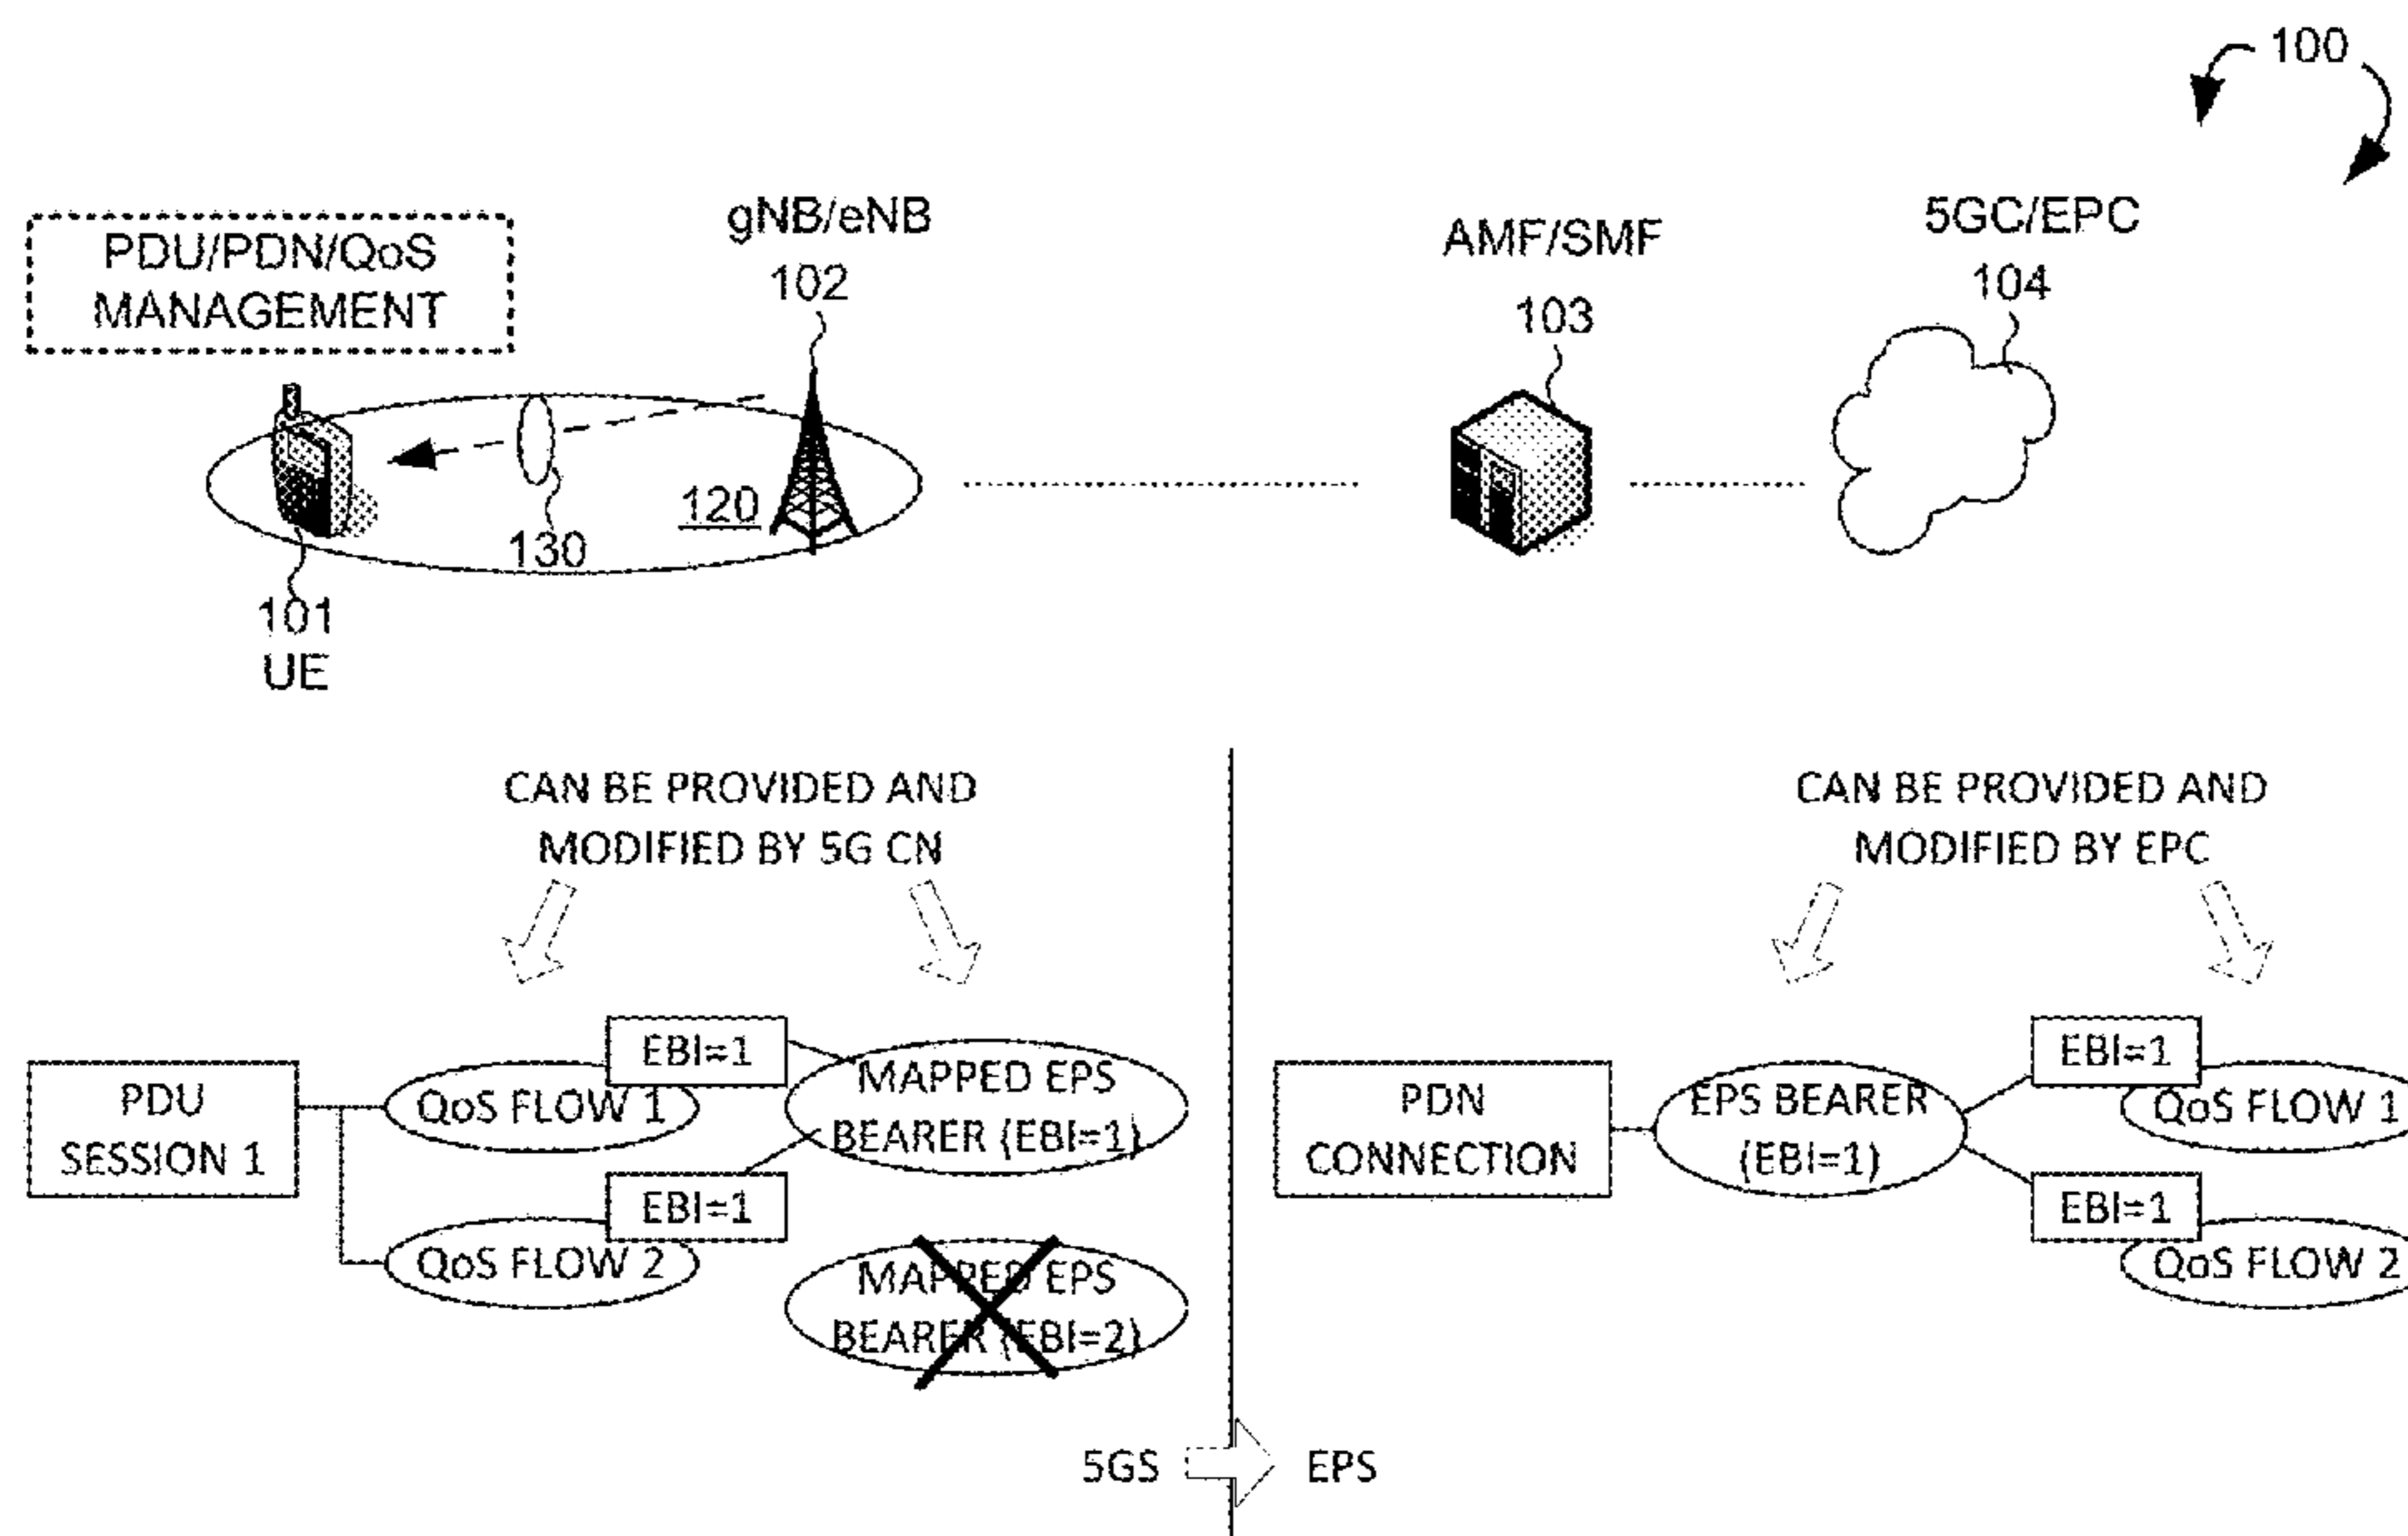 100
PDU/PDN/QoS
MANAGEMENT
gNB/eNB
102
AMF/SMF
103
5GC/EPC
104
120
130
101
UE
CAN BE PROVIDED AND
MODIFIED BY 5G CN
CAN BE PROVIDED AND
MODIFIED BY EPC
PDU
SESSION 1
EBI=1
QoS FLOW 1
EBI=1
QoS FLOW 2
MAPPED EPS
BEARER (EBI=1)
MAPPED EPS
BEARER (EBI=2)
PDN
CONNECTION
EPS BEARER
(EBI=1)
EBI=1
QoS FLOW 1
EBI=1
QoS FLOW 2
5GS
EPS